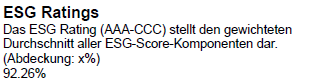 ESG Ratings
Das ESG Rating (AAA-CCC) stellt den gewichteten
Durchschnitt aller ESG-Score-Komponenten dar.
(Abdeckung: x%)
92.26%